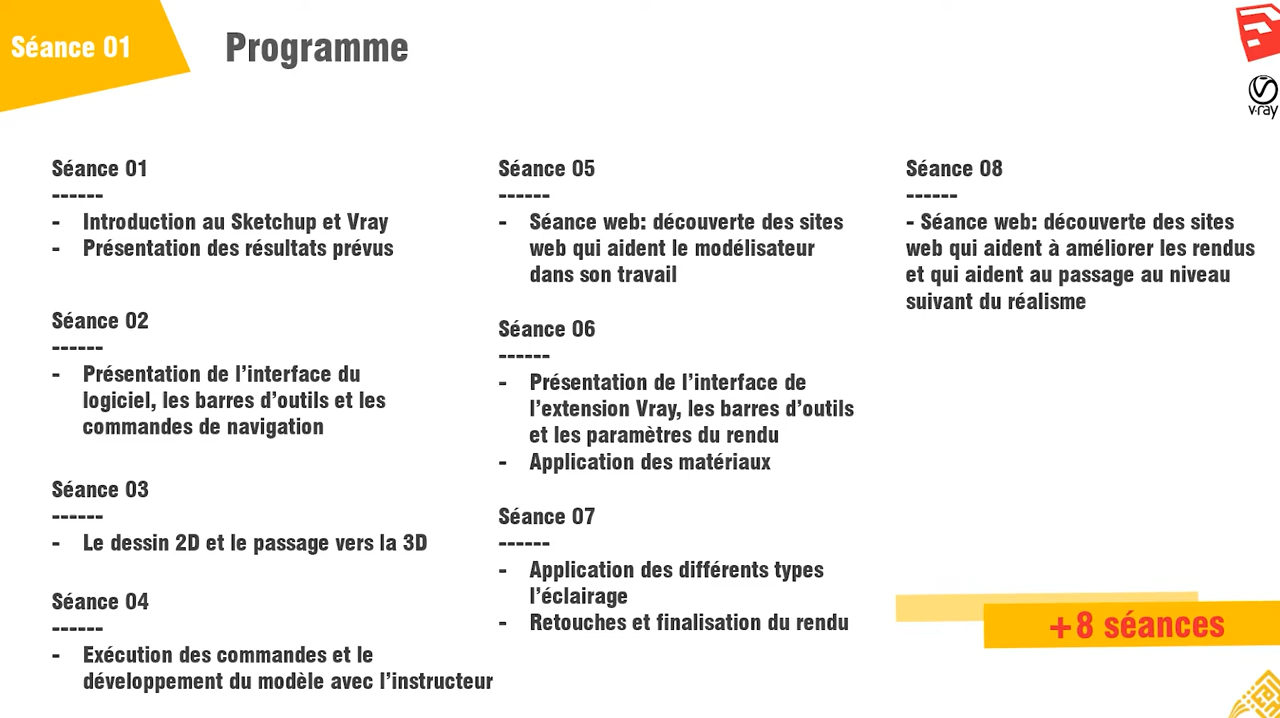 Séance 01
Programme
v·ray
Séance 01
------
- Introduction au Sketchup et Vray
- Présentation des résultats prévus
Séance 02
------
- Présentation de l’interface du
logiciel, les barres d’outils et les
commandes de navigation
Séance 03
------
- Le dessin 2D et le passage vers la 3D
Séance 04
------
- Exécution des commandes et le
développement du modèle avec l’instructeur
Séance 05
------
- Séance web: découverte des sites
web qui aident le modélisateur
dans son travail
Séance 06
------
- Présentation de l’interface de
l’extension Vray, les barres d’outils
et les paramètres du rendu
- Application des matériaux
Séance 07
------
- Application des différents types
l’éclairage
- Retouches et finalisation du rendu
Séance 08
------
- Séance web: découverte des sites
web qui aident à améliorer les rendus
et qui aident au passage au niveau
suivant du réalisme
+8 séances